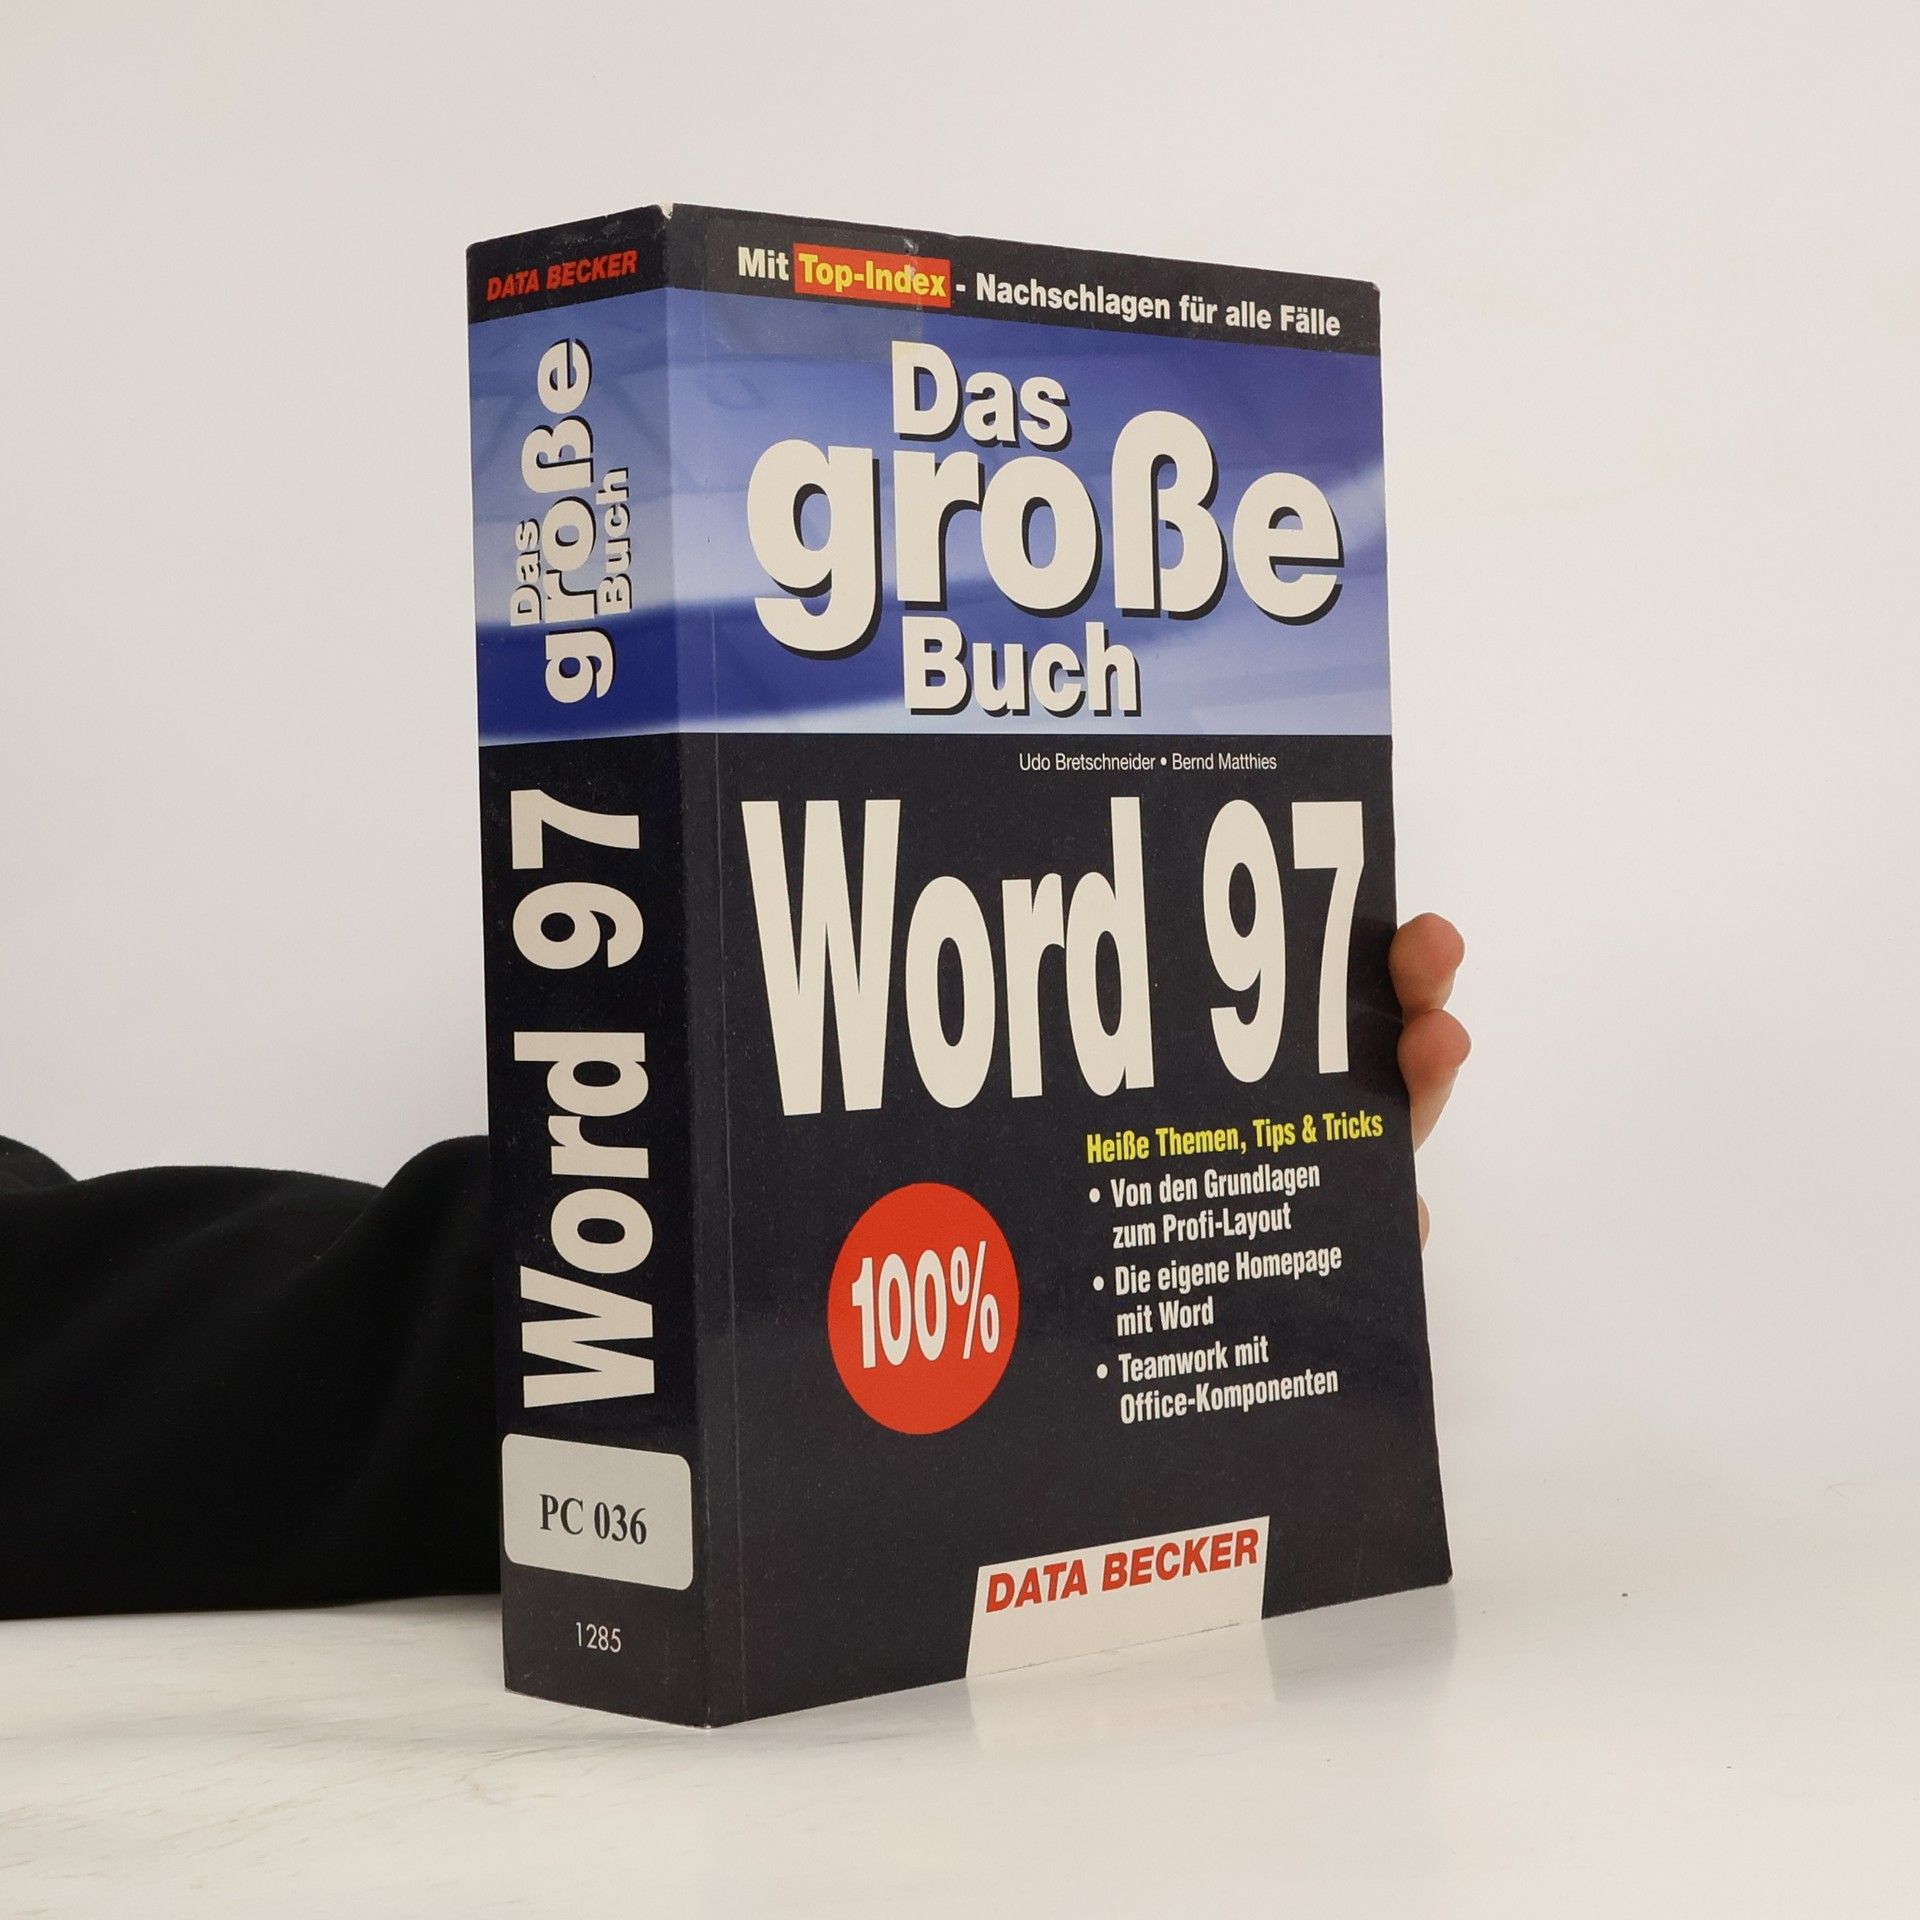 DATA BECKER
Das
große
Buch
Word 97
PC 036
1285
Mit Top-Index - Nachschlagen für alle Fälle
Das
große
Buch
Udo Bretschneider • Bernd Matthies
Word 97
Heiße Themen, Tips & Tricks
• Von den Grundlagen
zum Profi-Layout
• Die eigene Homepage
mit Word
• Teamwork mit
Office-Komponenten
100%
DATA BECKER